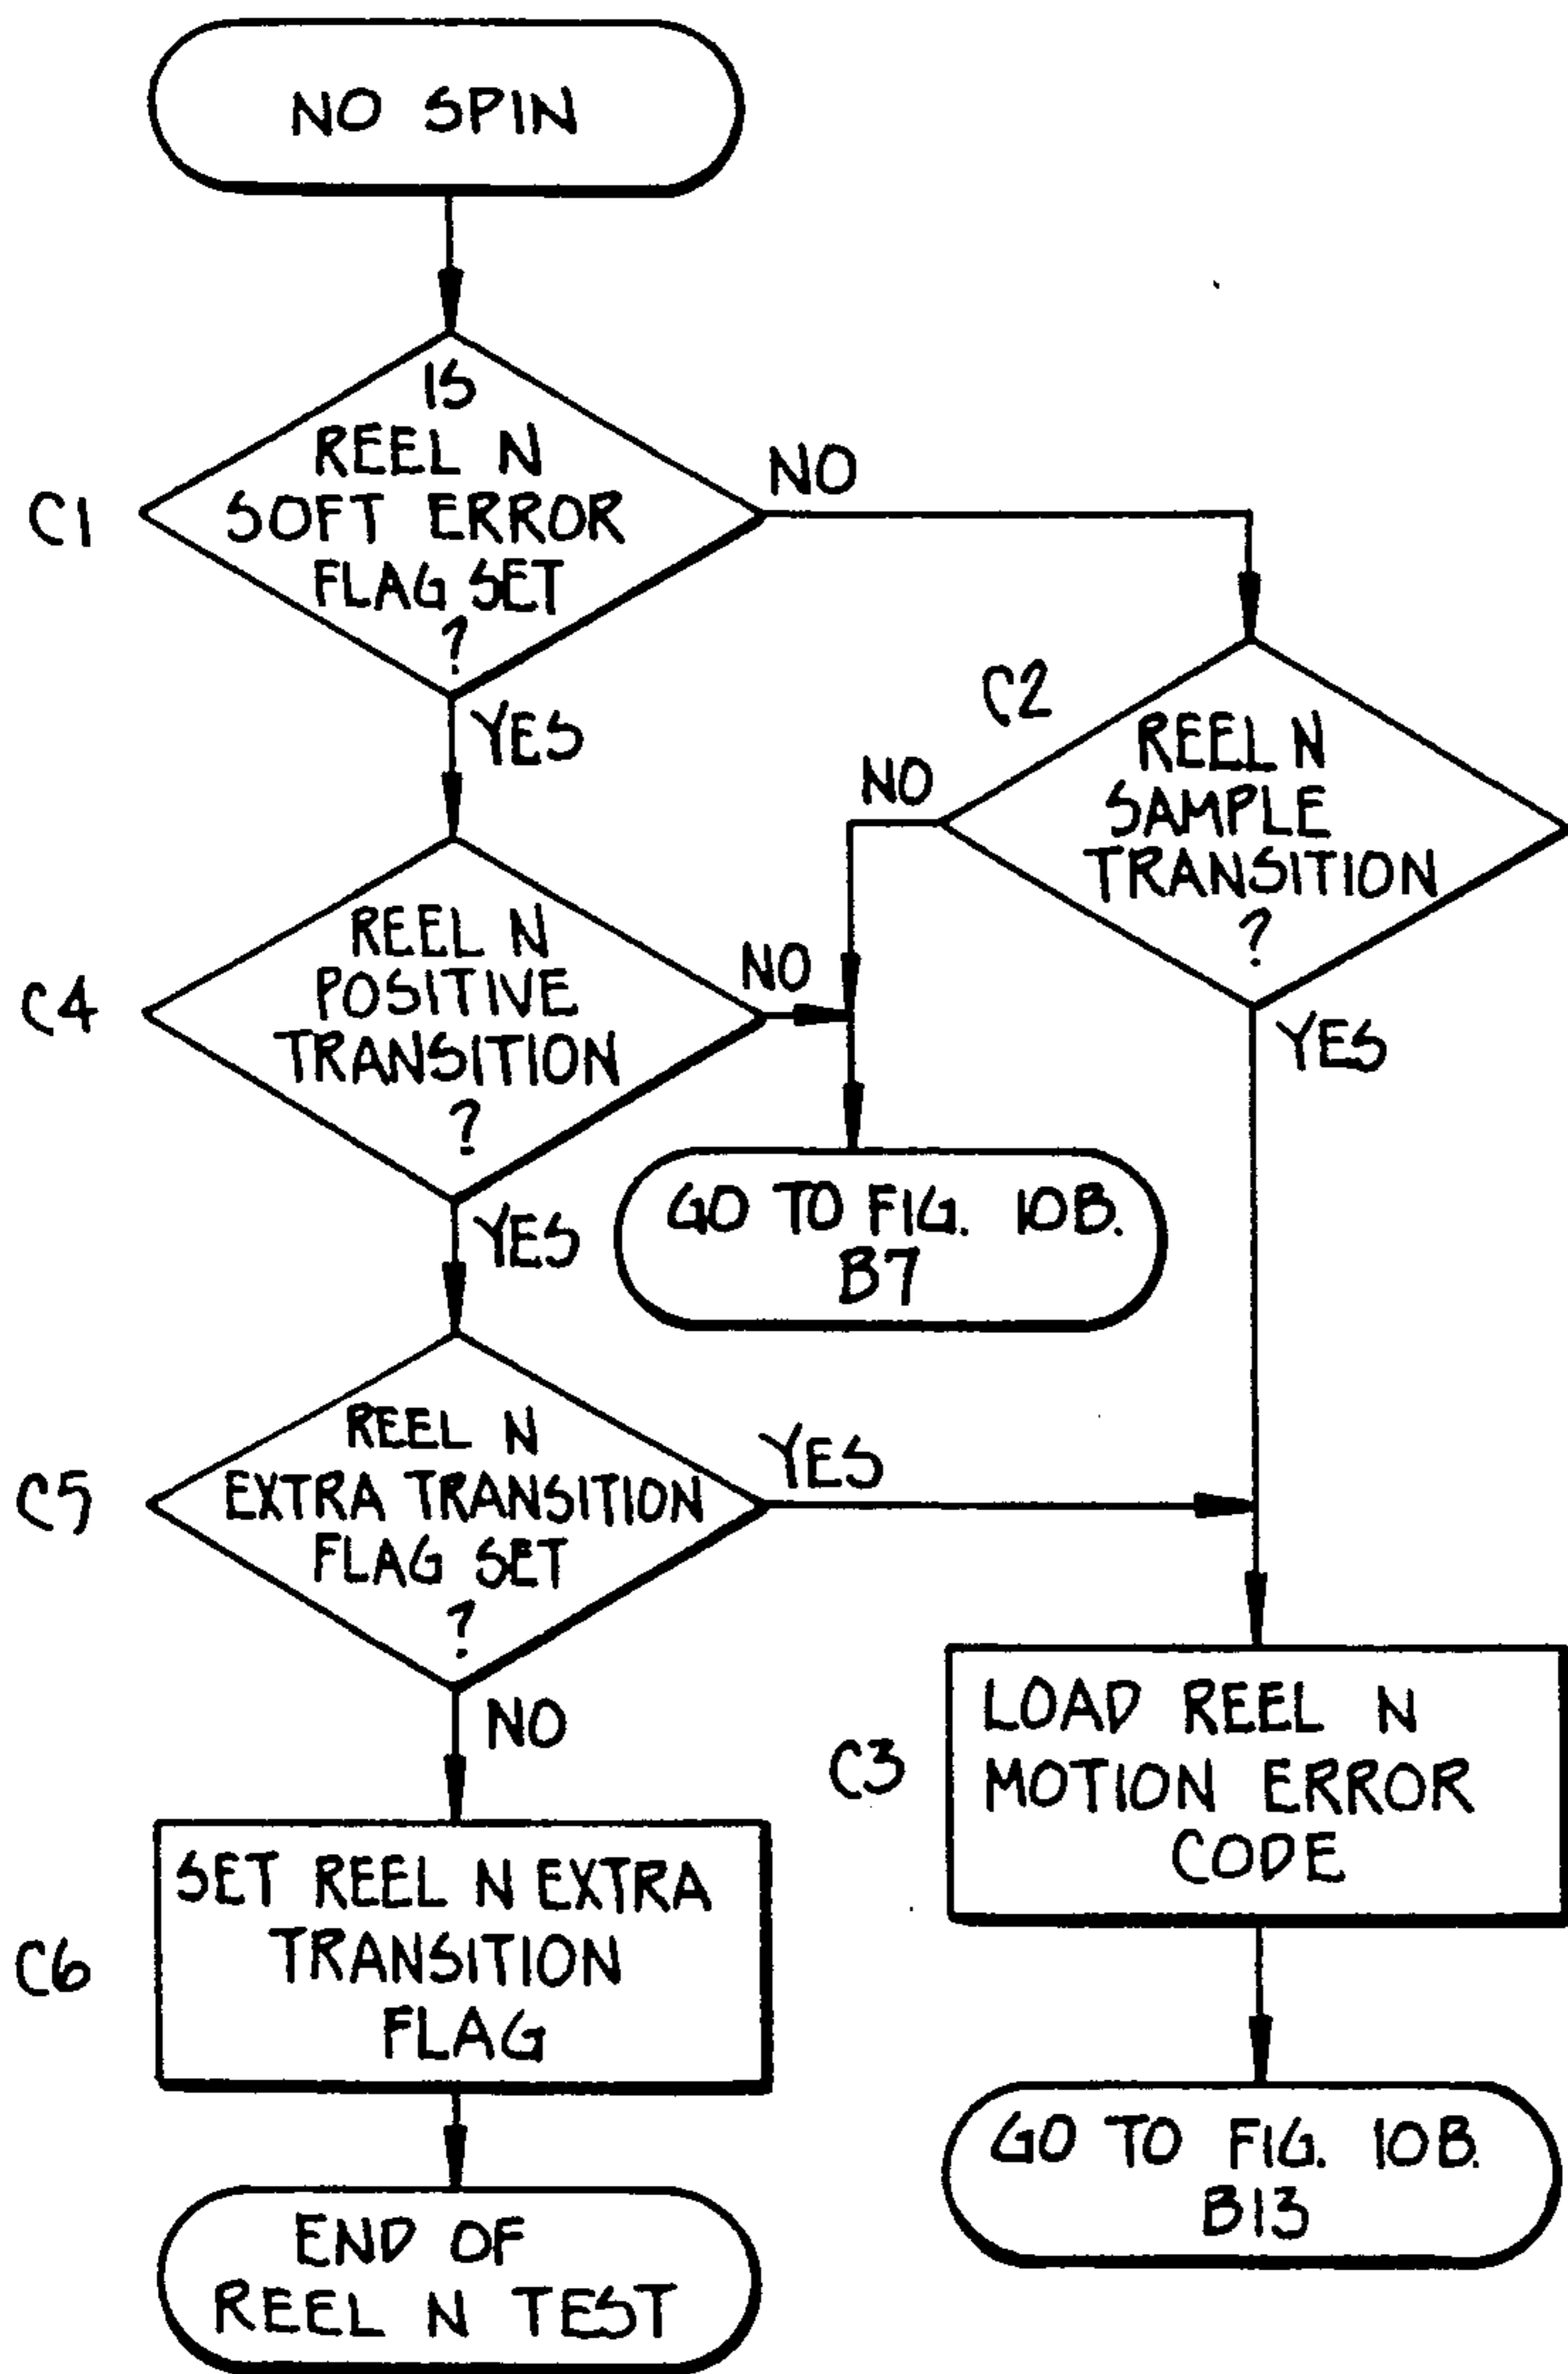 NO SPIN
C1
IS
REEL N
SOFT ERROR
FLAG SET
?
NO
YES
C2
REEL N
SAMPLE
TRANSITION
?
NO
YES
C4
REEL N
POSITIVE
TRANSITION
?
NO
YES
GO TO FIG. 10B.
B7
C5
REEL N
EXTRA TRANSITION
FLAG SET
?
YES
NO
C3
LOAD REEL N
MOTION ERROR
CODE
C6
SET REEL N EXTRA
TRANSITION
FLAG
GO TO FIG. 10B.
B13
END OF
REEL N TEST